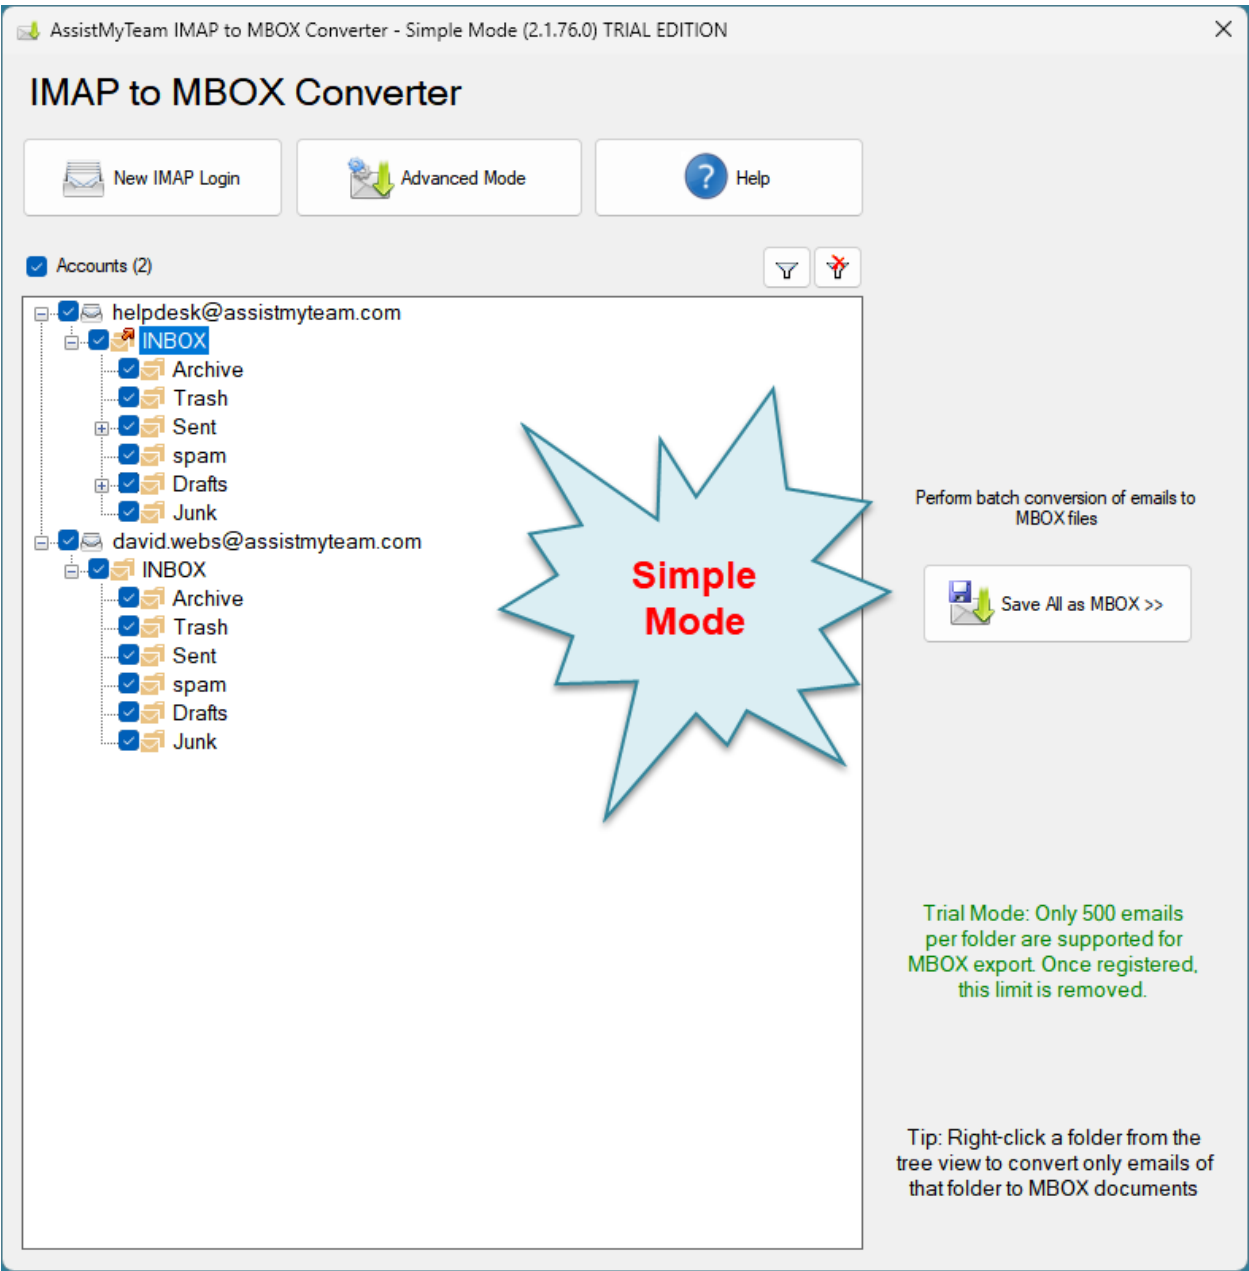 AssistMyTeam IMAP to MBOX Converter - Simple Mode (2.1.76.0) TRIAL EDITION
IMAP to MBOX Converter
New IMAP Login
Advanced Mode
Help
Accounts (2)
helpdesk@assistmyteam.com
INBOX
Archive
Trash
Sent
spam
Drafts
Junk
david.webs@assistmyteam.com
INBOX
Archive
Trash
Sent
spam
Drafts
Junk
Simple
Mode
Perform batch conversion of emails to
MBOX files
Save All as MBOX >>
Trial Mode: Only 500 emails
per folder are supported for
MBOX export. Once registered,
this limit is removed.
Tip: Right-click a folder from the
tree view to convert only emails of
that folder to MBOX documents